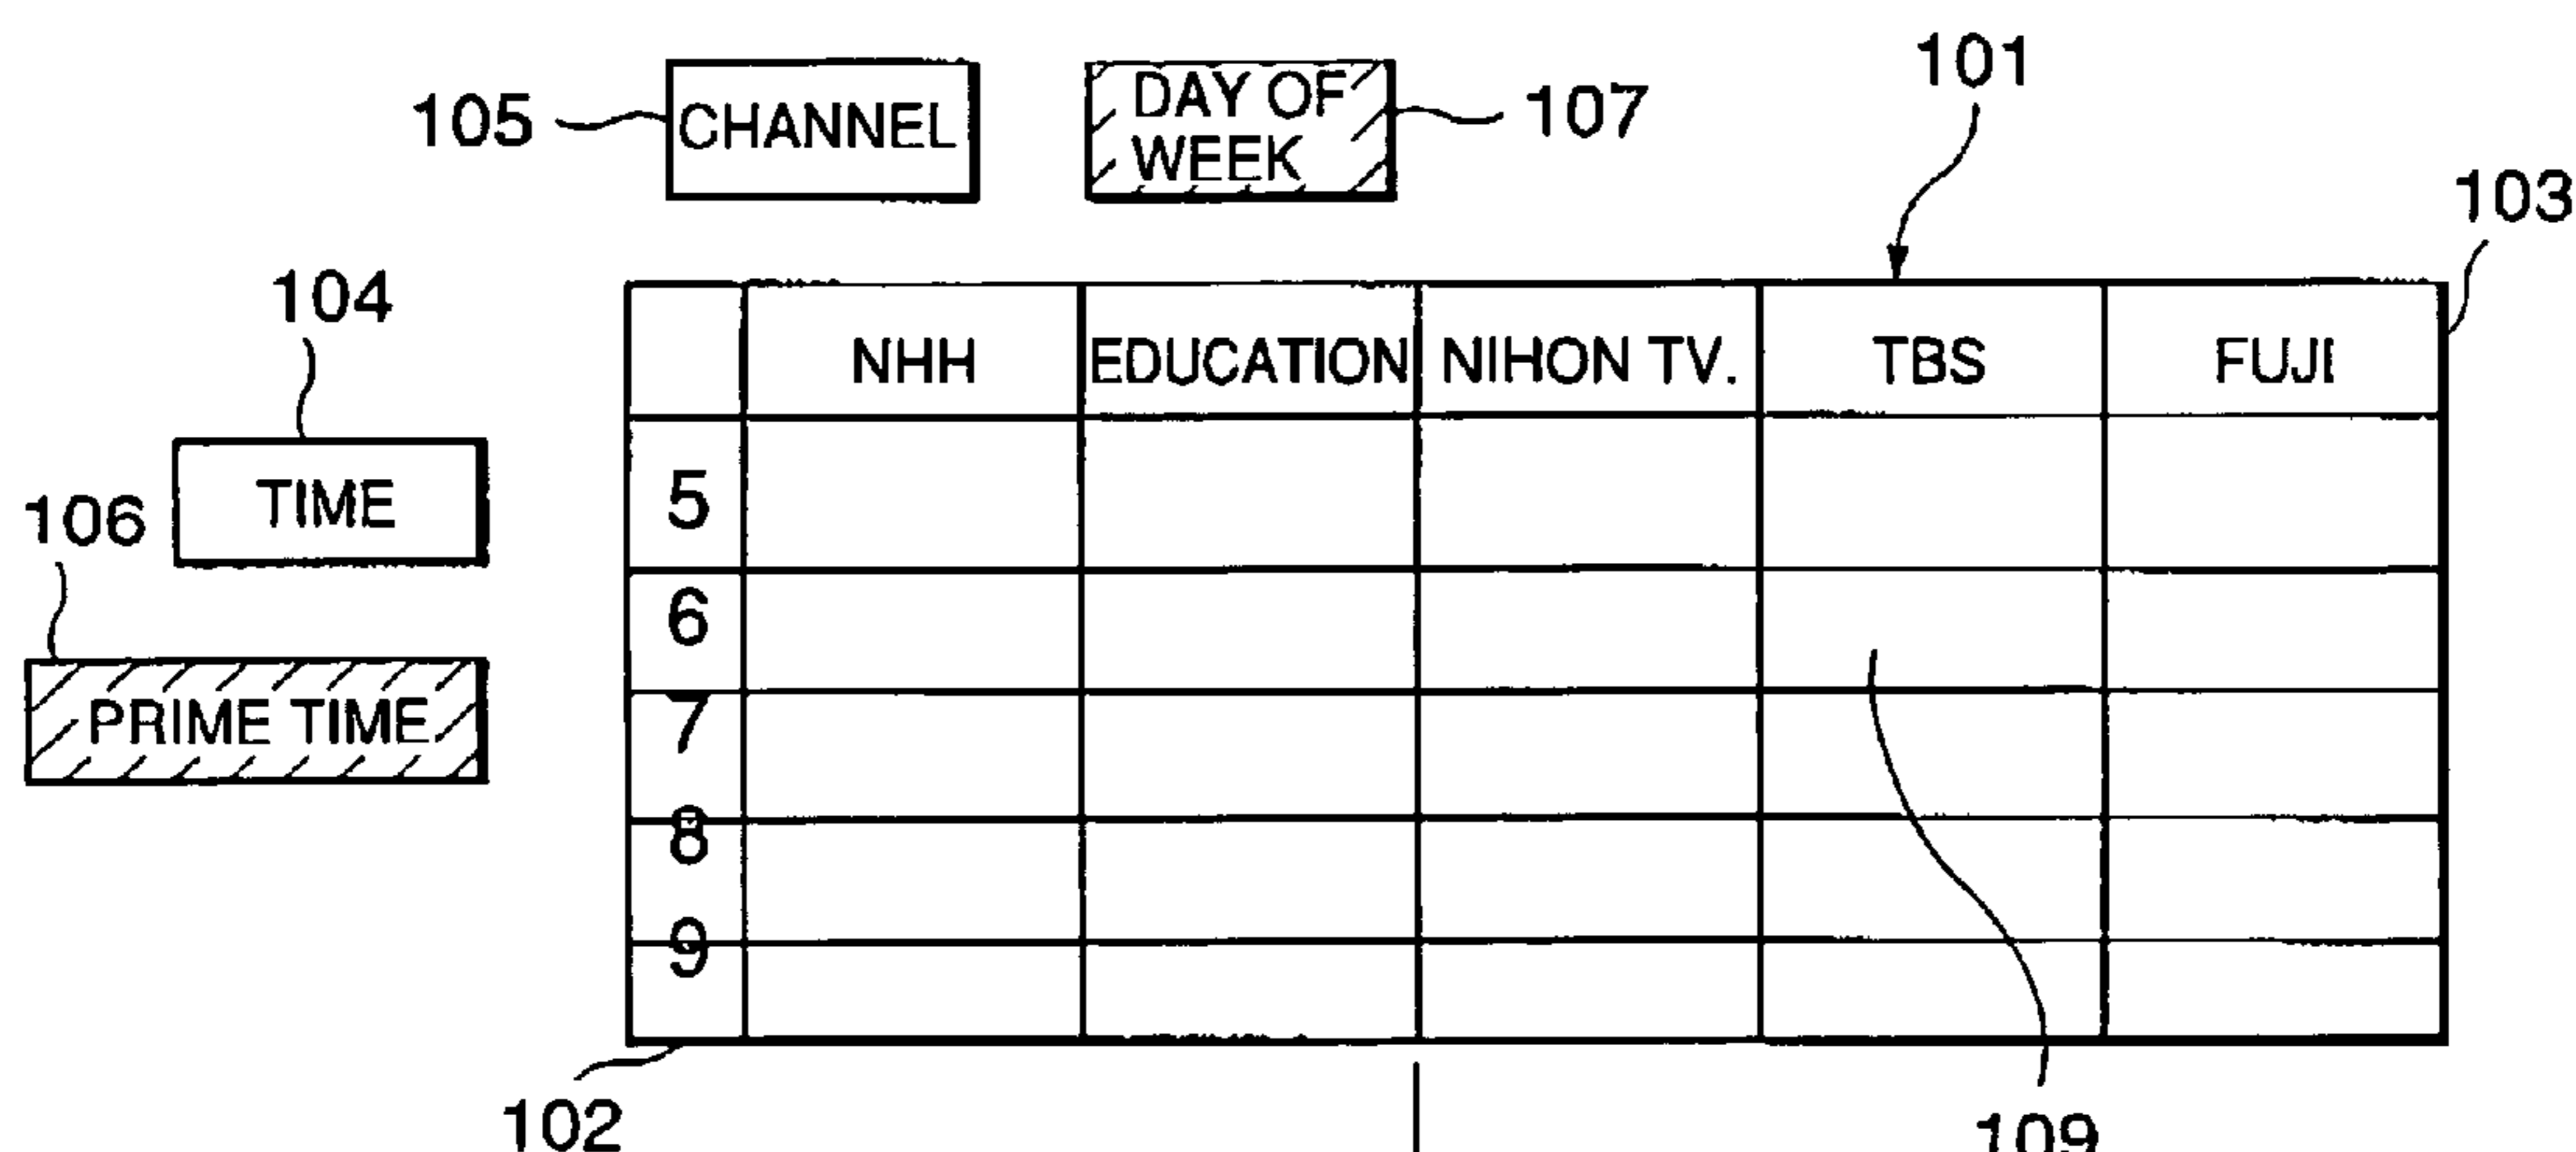 101
105
CHANNEL
DAY OF
WEEK
107
103
104
NHH EDUCATION NIHON TV. TBS FUJI
TIME
5
106
6
PRIME TIME
7
8
9
102
109